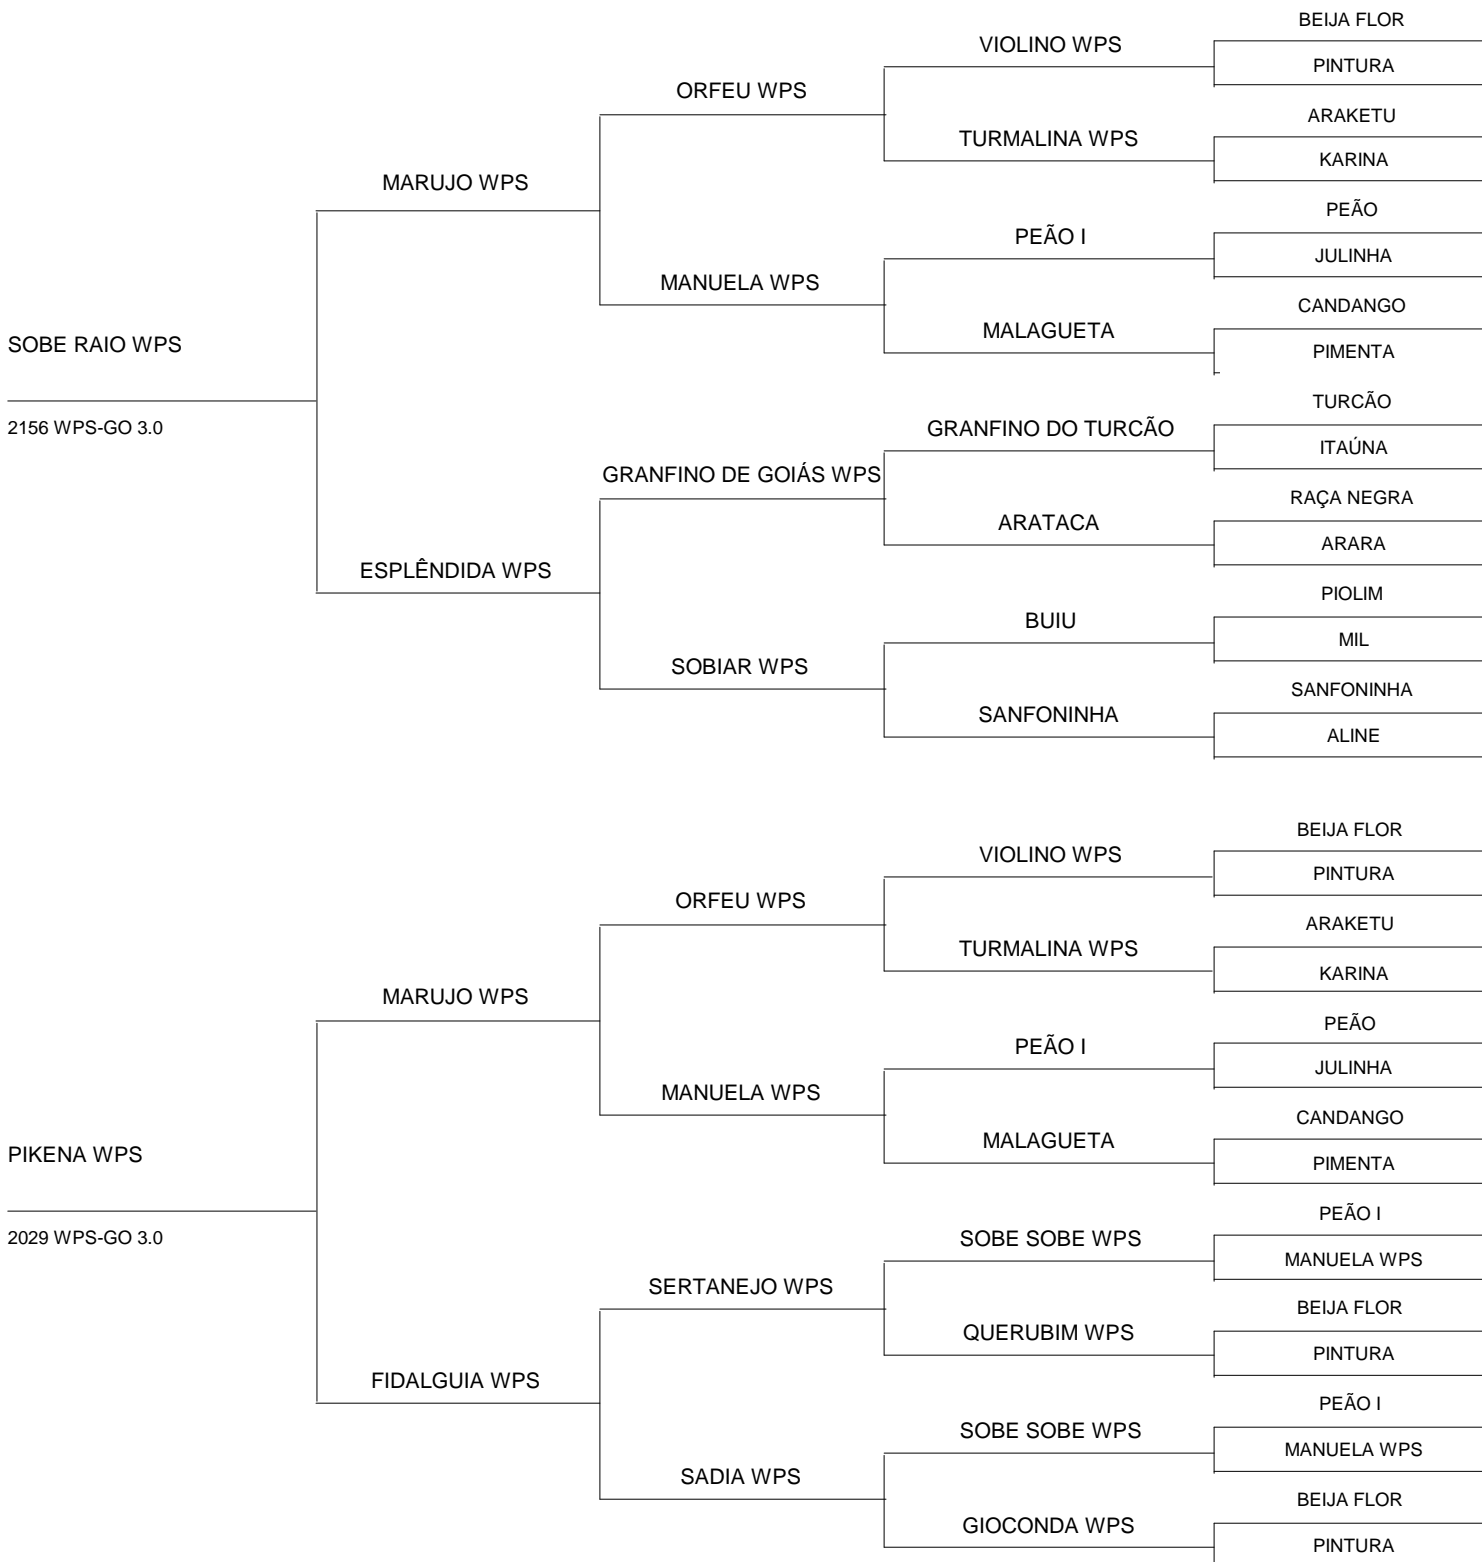 BEIJA FLOR
VIOLINO WPS
PINTURA
ORFEU WPS
ARAKETU
TURMALINA WPS
KARINA
MARUJO WPS
PEÃO
PEÃO I
JULINHA
MANUELA WPS
CANDANGO
MALAGUETA
PIMENTA
SOBE RAIO WPS
2156 WPS-GO 3.0
TURCÃO
GRANFINO DO TURCÃO
ITAÚNA
GRANFINO DE GOIÁS WPS
RAÇA NEGRA
ARATACA
ARARA
ESPLÊNDIDA WPS
PIOLIM
BUIU
MIL
SOBIAR WPS
SANFONINHA
SANFONINHA
ALINE
BEIJA FLOR
VIOLINO WPS
PINTURA
ORFEU WPS
ARAKETU
TURMALINA WPS
KARINA
MARUJO WPS
PEÃO
PEÃO I
JULINHA
MANUELA WPS
CANDANGO
MALAGUETA
PIMENTA
PIKENA WPS
2029 WPS-GO 3.0
PEÃO I
SOBE SOBE WPS
MANUELA WPS
SERTANEJO WPS
BEIJA FLOR
QUERUBIM WPS
PINTURA
FIDALGUIA WPS
PEÃO I
SOBE SOBE WPS
MANUELA WPS
SADIA WPS
BEIJA FLOR
GIOCONDA WPS
PINTURA